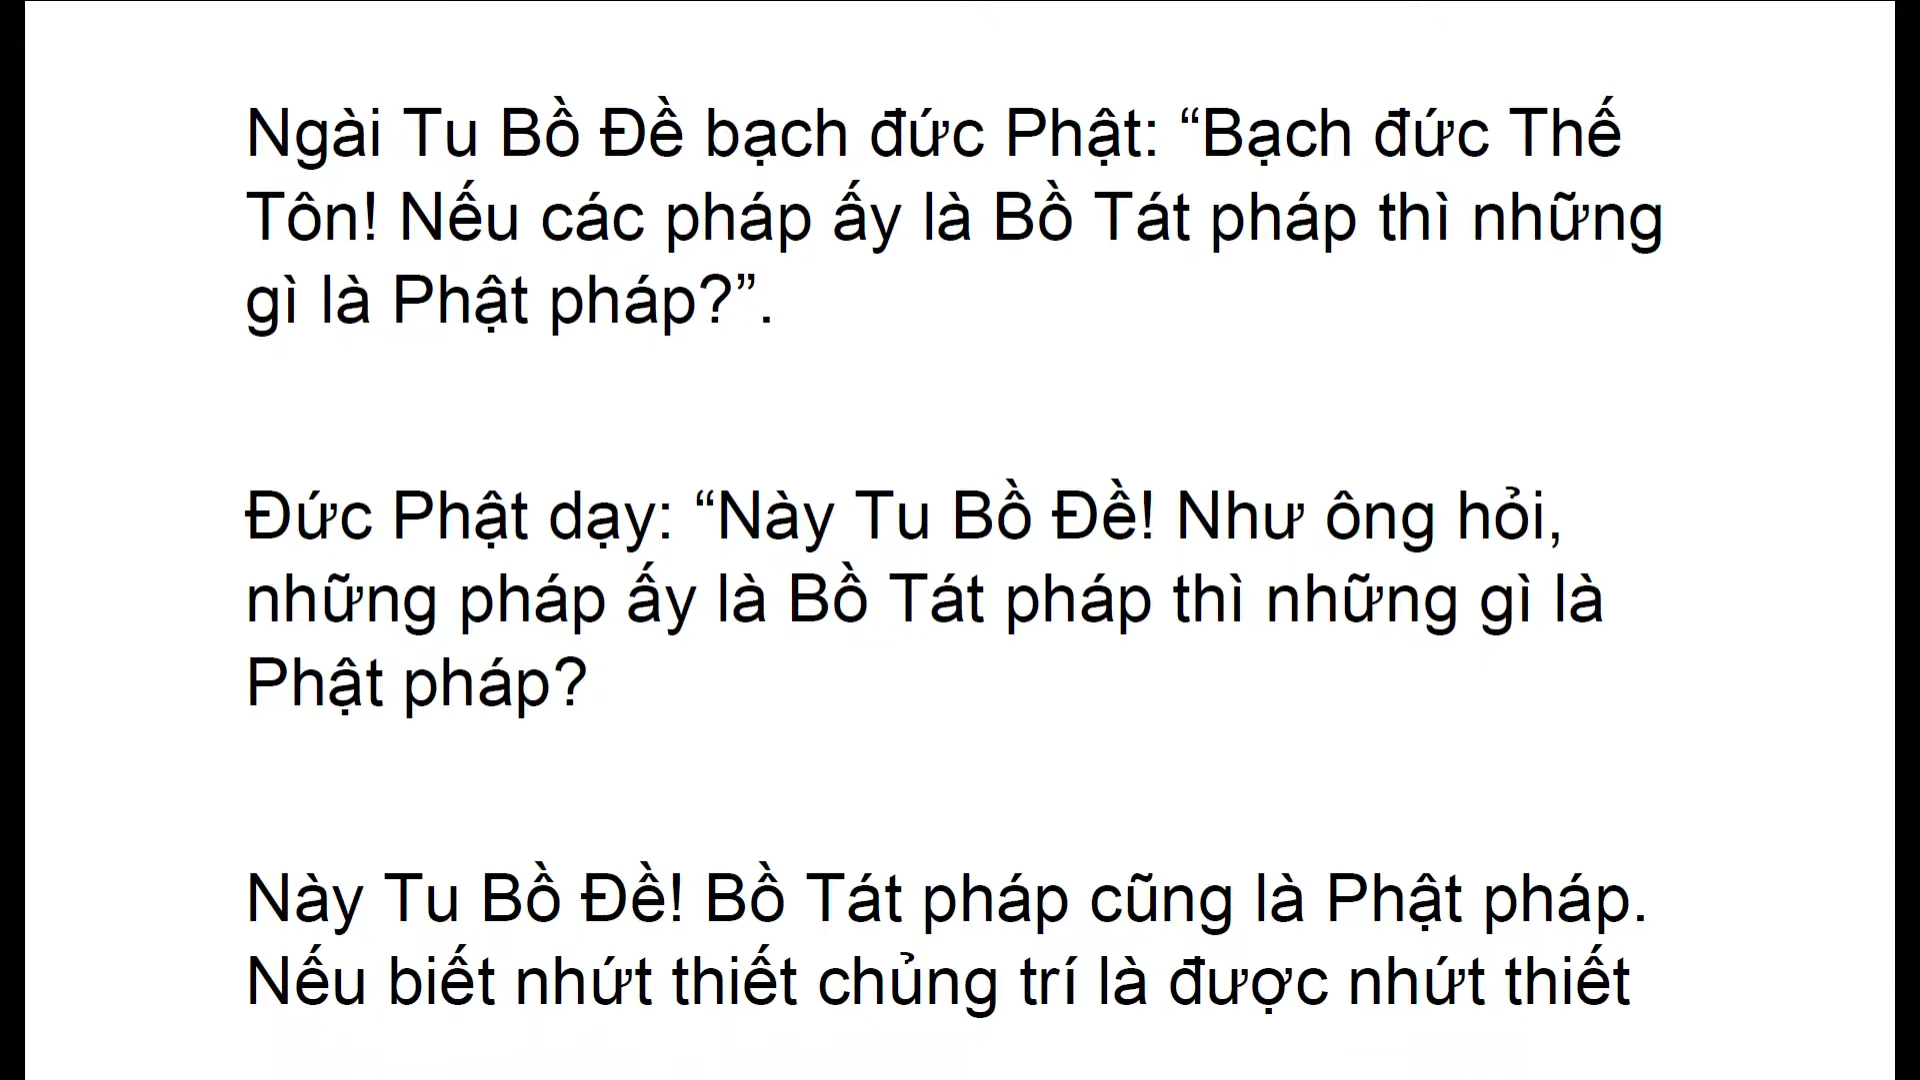 Ngài Tu Bồ Đề bạch đức Phật: “Bạch đức Thế
Tôn! Nếu các pháp ấy là Bồ Tát pháp thì những
gì là Phật pháp?”.
Đức Phật dạy: “Này Tu Bồ Đề! Như ông hỏi,
những pháp ấy là Bồ Tát pháp thì những gì là
Phật pháp?
Này Tu Bồ Đề! Bồ Tát pháp cũng là Phật pháp.
Nếu biết nhứt thiết chủng trí là được nhứt thiết